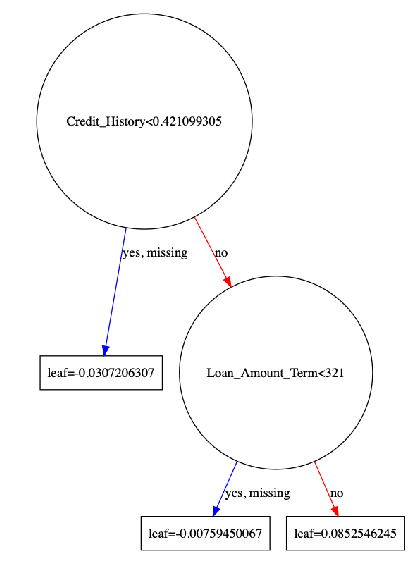 Credit_History<0.421099305
yes, missing
no
leaf=-0.0307206307
Loan_Amount_Term<321
yes, missing
no
leaf=-0.00759450067
leaf=0.0852546245